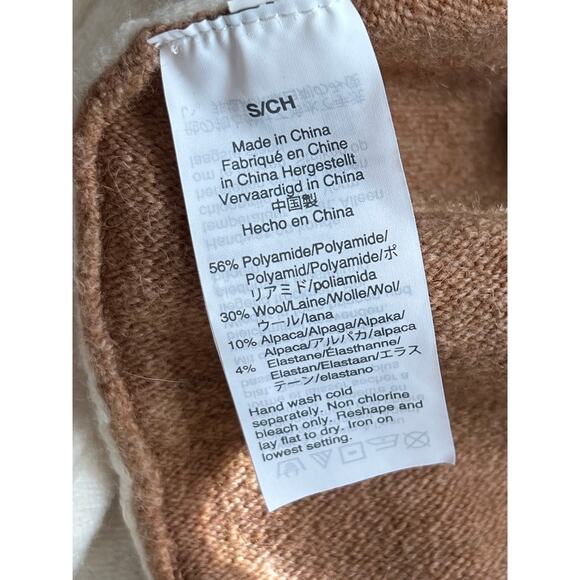 S/CH
Made in China
Fabriqué en Chine
in China Hergestellt
Vervaardigd in China
中国製
Hecho en China
56% Polyamide/Polyamide/
Polyamid/Polyamide/ポ
リアミド/poliamida
30% Wool/Laine/Wolle/Wol/
ウール/lana
10% Alpaca/Alpaga/Alpaka/
Alpaca/アルパカ/alpaca
4% Elastane/Élasthanne/
Elastan/Elastaan/エラス
テーン/elastano
Hand wash cold
separately. Non chlorine
bleach only. Reshape and
lay flat to dry. Iron on
lowest setting.